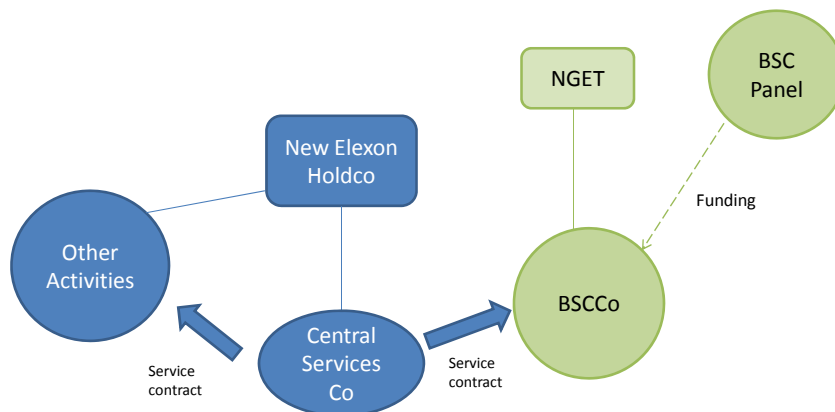 BSC
Panel
NGET
New Elexon
Holdco
Funding
Other
Activities
BSCCo
Central
Services
Co
Service
contract
Service
contract